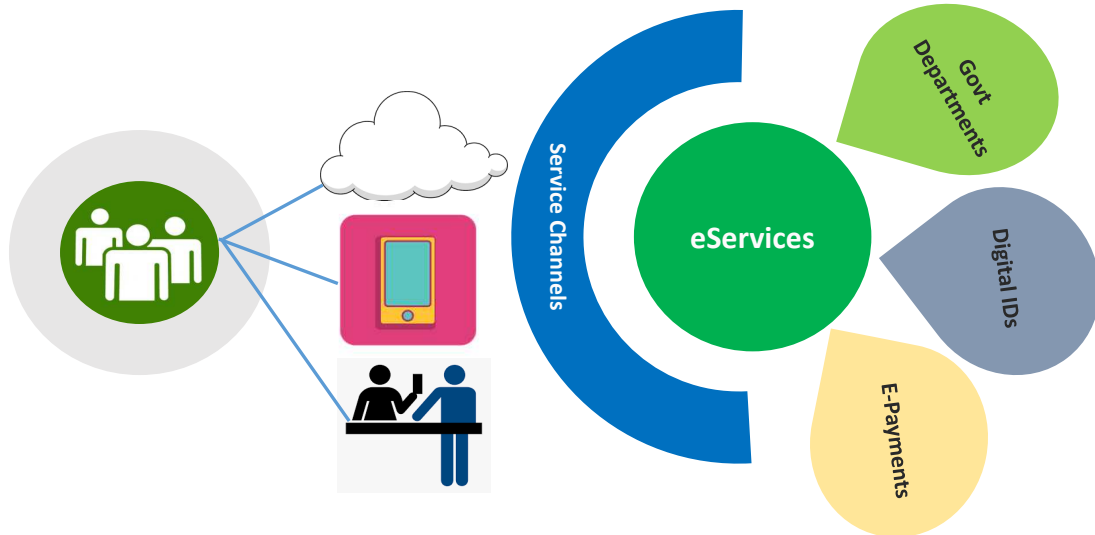 Service Channels
eServices
Govt
Departments
Digital IDs
E-Payments